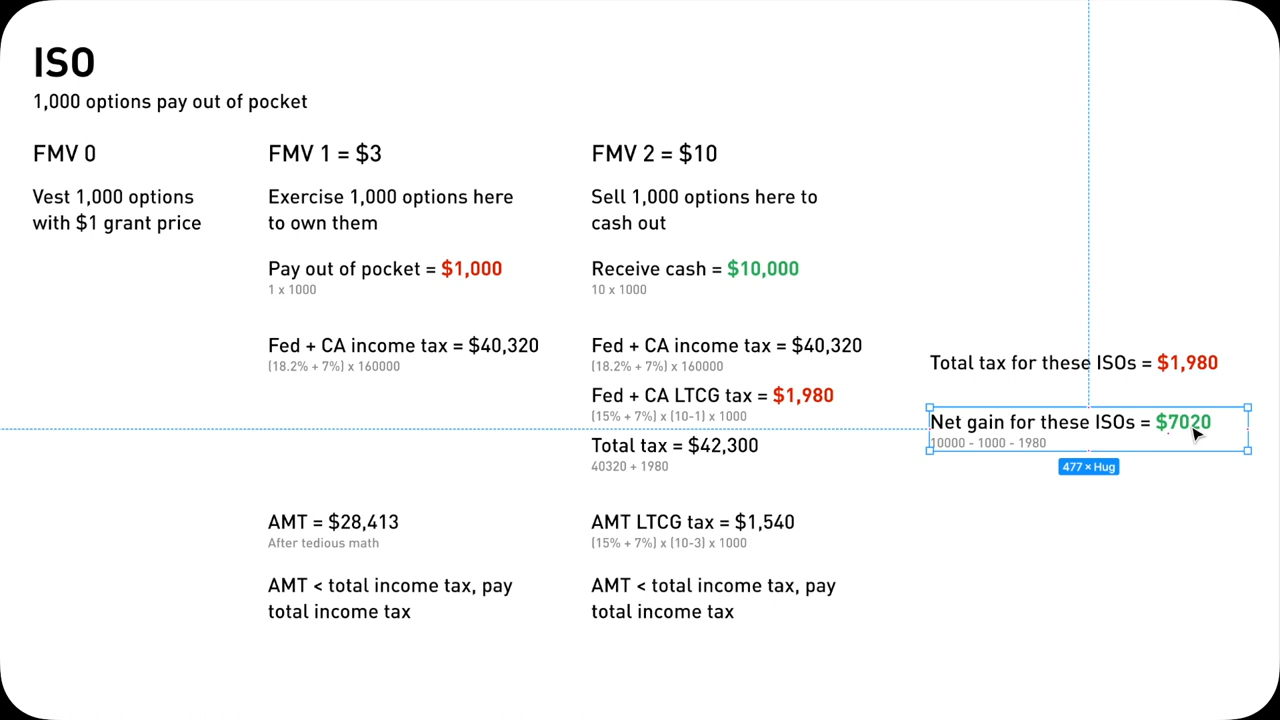 ISO
1,000 options pay out of pocket
FMV 0
Vest 1,000 options
with $1 grant price
FMV 1 = $3
Exercise 1,000 options here
to own them
Pay out of pocket = $1,000
1 x 1000
Fed + CA income tax = $40,320
(18.2% + 7%) x 160000
AMT = $28,413
After tedious math
AMT < total income tax, pay
total income tax
FMV 2 = $10
Sell 1,000 options here to
cash out
Receive cash = $10,000
10 x 1000
Fed + CA income tax = $40,320
(18.2% + 7%) x 160000
Fed + CA LTCG tax = $1,980
(15% + 7%) x (10-1) x 1000
Total tax = $42,300
40320 + 1980
AMT LTCG tax = $1,540
(15% + 7%) x (10-3) x 1000
AMT < total income tax, pay
total income tax
Total tax for these ISOs = $1,980
Net gain for these ISOs = $7020
10000 - 1000 - 1980
477 × Hug